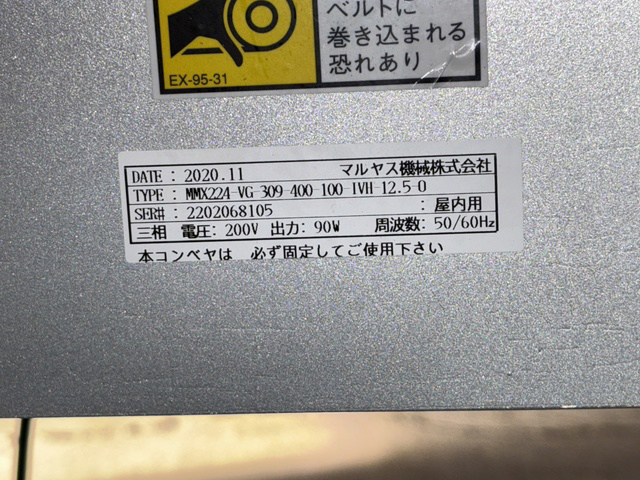 ベルトに
巻き込まれる
恐れあり
EX-95-31
DATE : 2020.11 マルヤス機械株式会社
TYPE : MMX224-VG-309-400-100-IVH-12.5-0
SER# : 2202068105 : 屋内用
三相 電圧: 200V 出力: 90W 周波数: 50/60Hz
本コンベヤは 必ず固定してご使用下さい